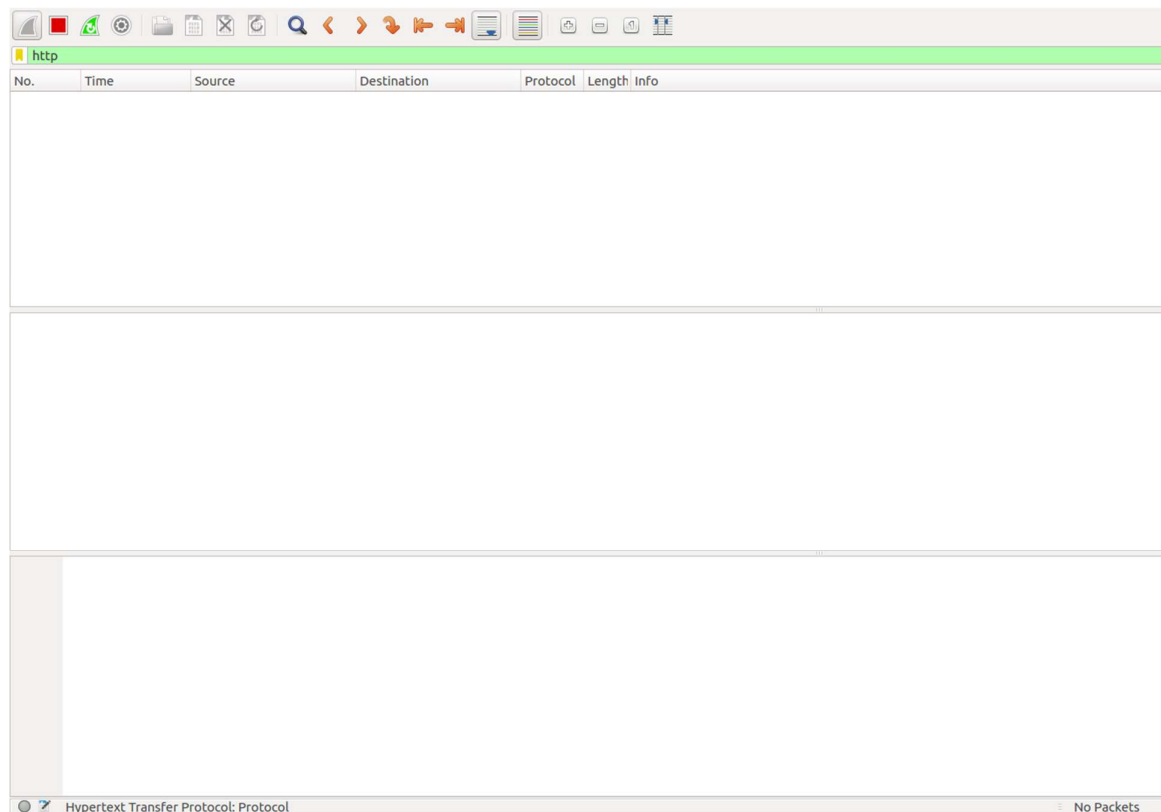 http
No. Time Source Destination Protocol Length Info
Hypertext Transfer Protocol: Protocol No Packets